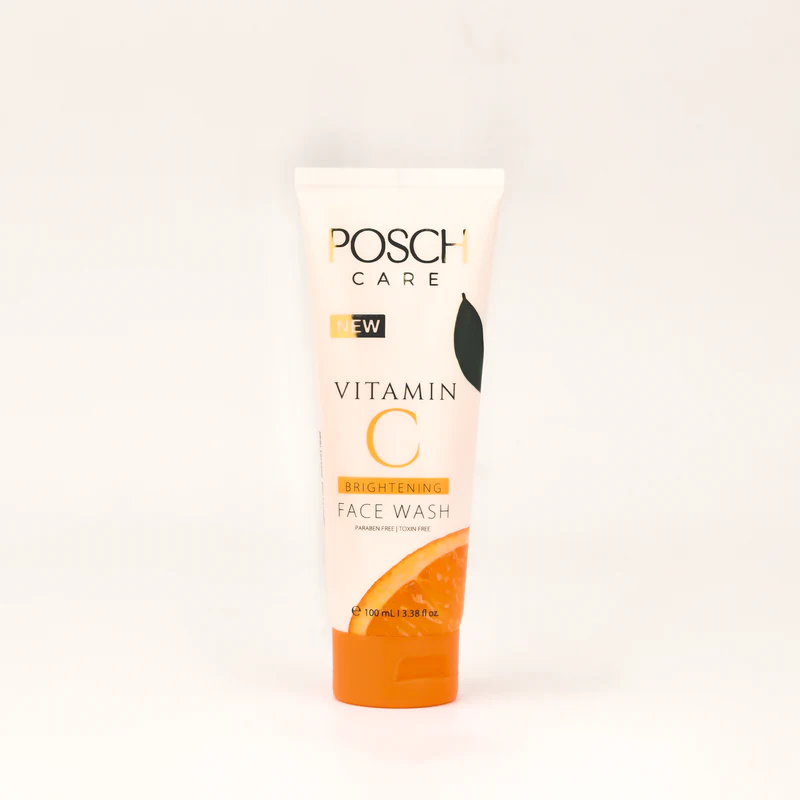 POSCH
CARE
NEW
VITAMIN
C
BRIGHTENING
FACE WASH
PARABEN FREE | TOXIN FREE
℮ 100 mL | 3.38 fl oz.